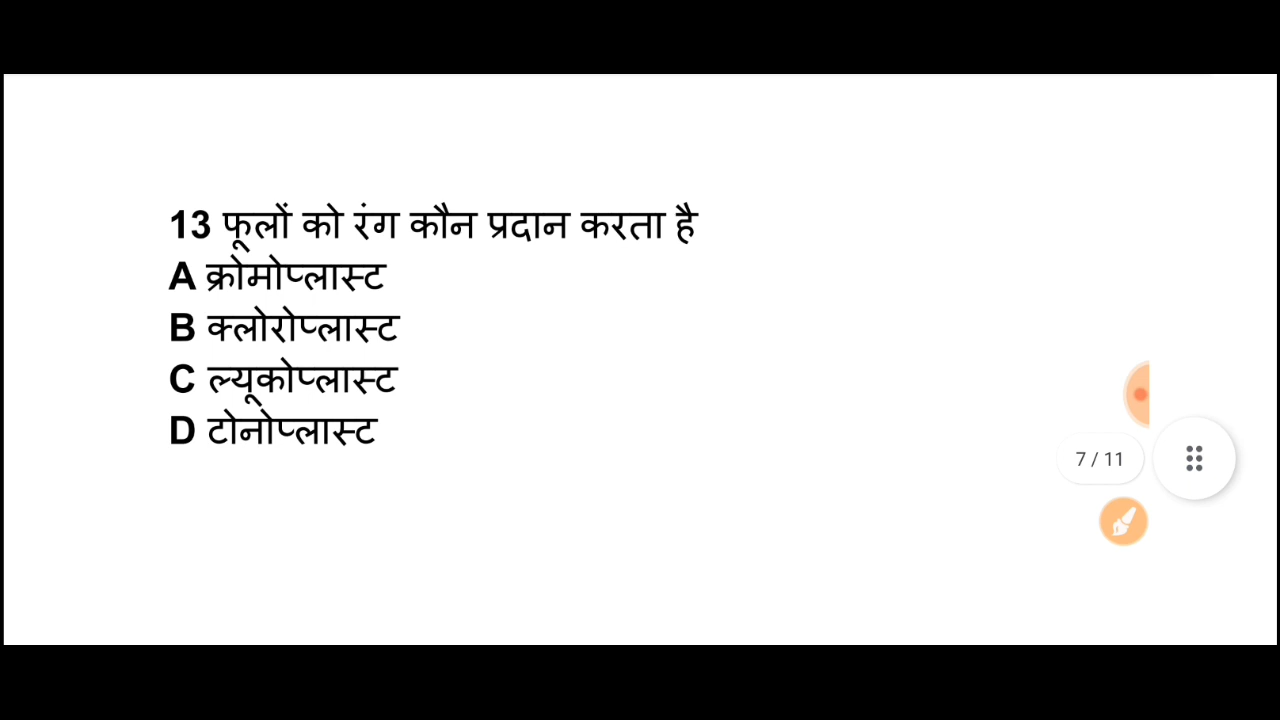 13 फूलों को रंग कौन प्रदान करता है
A क्रोमोप्लास्ट
B क्लोरोप्लास्ट
C ल्यूकोप्लास्ट
D टोनोप्लास्ट
7 / 11